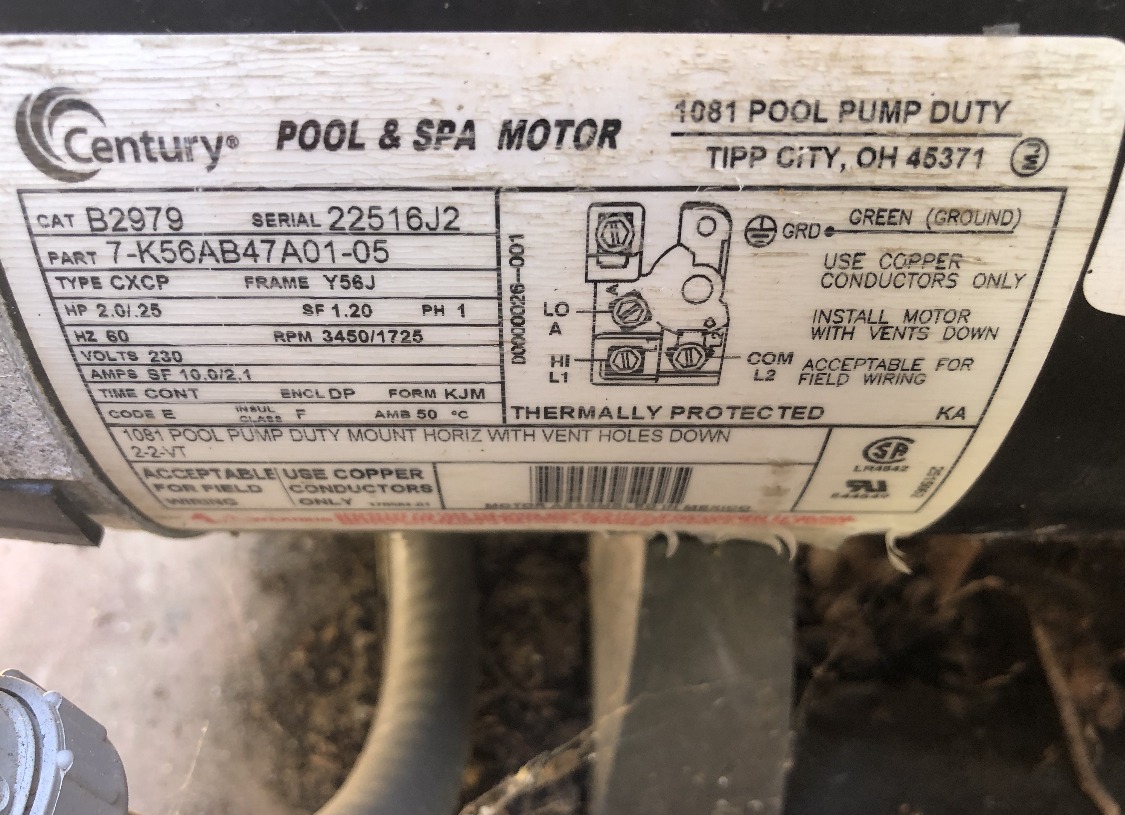 Century® POOL & SPA MOTOR
1081 POOL PUMP DUTY
TIPP CITY, OH 45371
CAT B2979 SERIAL 22516J2
PART 7-K56AB47A01-05
TYPE CXCP FRAME Y56J
HP 2.0/.25 SF 1.20 PH 1
HZ 60 RPM 3450/1725
VOLTS 230
AMPS SF 10.0/2.1
TIME CONT ENCL DP FORM KJM
CODE E INSUL CLASS F AMB 50 °C
00000026-001
LO
A
A
HI
L1
COM
L2
GRD GREEN (GROUND)
USE COPPER
CONDUCTORS ONLY
INSTALL MOTOR
WITH VENTS DOWN
ACCEPTABLE FOR
FIELD WIRING
THERMALLY PROTECTED KA
1081 POOL PUMP DUTY MOUNT HORIZ WITH VENT HOLES DOWN
2-2-VT
ACCEPTABLE
FOR FIELD
WIRING
USE COPPER
CONDUCTORS
ONLY
MEXICO
LR4642